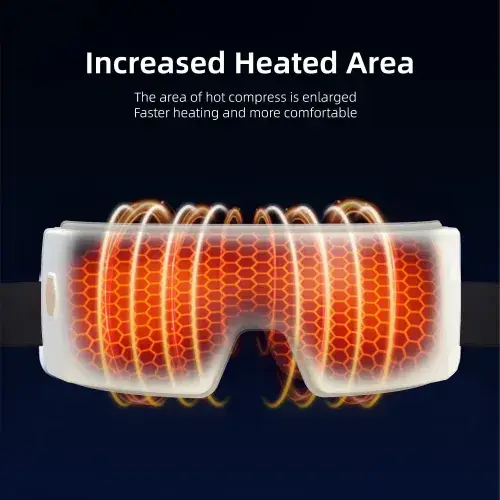 Increased Heated Area
The area of hot compress is enlarged
Faster heating and more comfortable